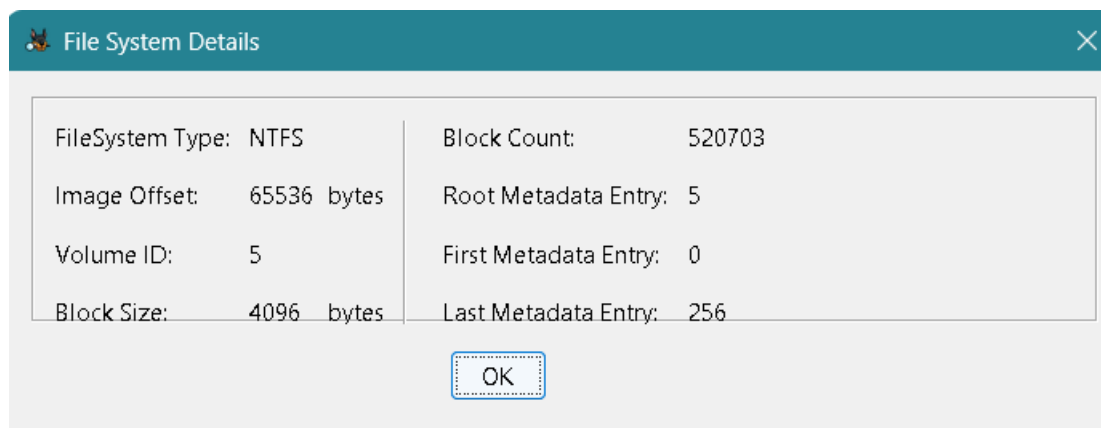 File System Details
FileSystem Type: NTFS
Image Offset: 65536 bytes
Volume ID: 5
Block Size: 4096 bytes
Block Count: 520703
Root Metadata Entry: 5
First Metadata Entry: 0
Last Metadata Entry: 256
OK